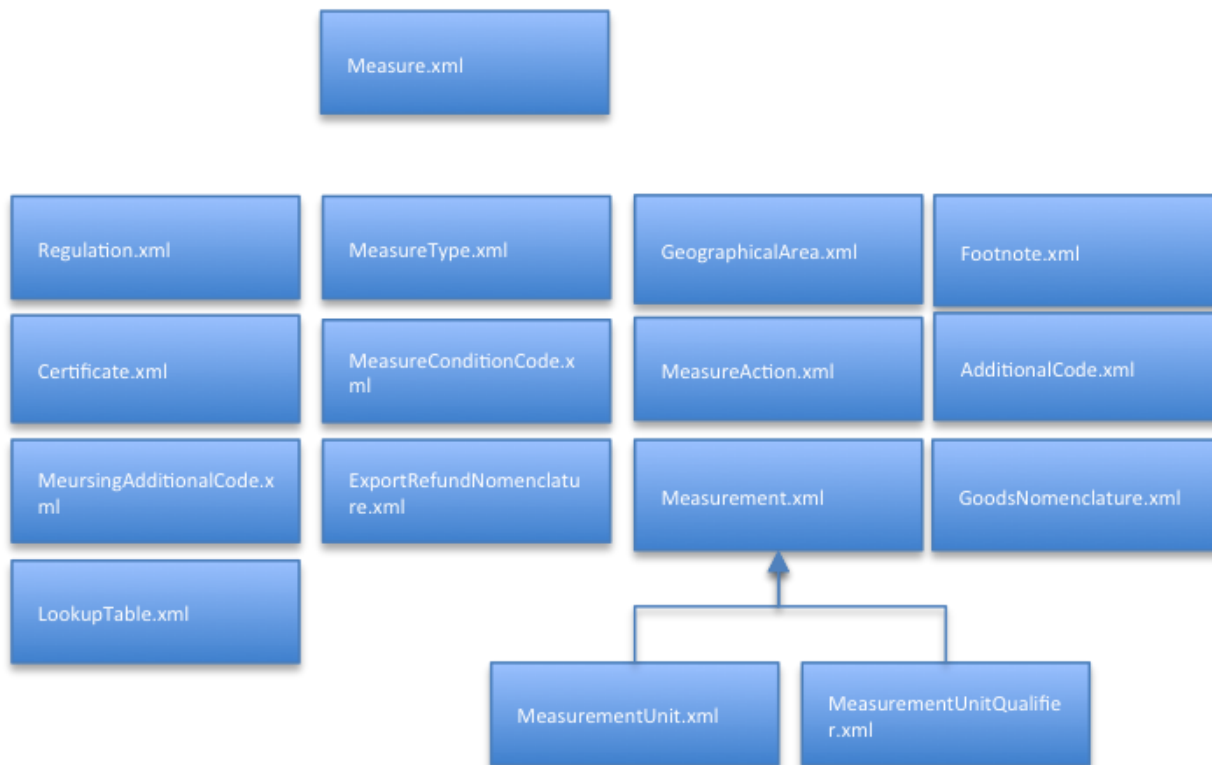 Measure.xml
Regulation.xml
MeasureType.xml
GeographicalArea.xml
Footnote.xml
Certificate.xml
MeasureConditionCode.x
ml
MeasureAction.xml
AdditionalCode.xml
MeursingAdditionalCode.x
ml
ExportRefundNomenclatu
re.xml
Measurement.xml
GoodsNomenclature.xml
LookupTable.xml
MeasurementUnit.xml
MeasurementUnitQualifie
r.xml